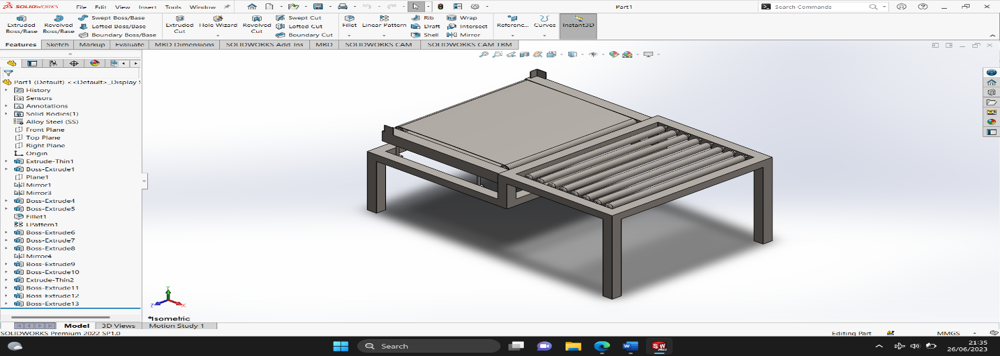 SOLIDWORKS File Edit View Insert Tools Window Part1 Search Commands
Extruded Boss/Base Revolved Boss/Base Swept Boss/Base Lofted Boss/Base Boundary Boss/Base Extruded Cut Hole Wizard Revolved Cut Swept Cut Lofted Cut Boundary Cut Fillet Linear Pattern Rib Draft Shell Wrap Intersect Mirror Referenc... Curves Instant3D
Features Sketch Markup Evaluate MBD Dimensions SOLIDWORKS Add-Ins MBD SOLIDWORKS CAM SOLIDWORKS CAM TBM
Part1 (Default) <<Default>_Display S
History
Sensors
Annotations
Solid Bodies(1)
Alloy Steel (SS)
Front Plane
Top Plane
Right Plane
Origin
Extrude-Thin1
Boss-Extrude1
Plane1
Mirror1
Mirror3
Boss-Extrude4
Boss-Extrude5
Fillet1
LPattern1
Boss-Extrude6
Boss-Extrude7
Boss-Extrude8
Mirror4
Boss-Extrude9
Boss-Extrude10
Extrude-Thin2
Boss-Extrude11
Boss-Extrude12
Boss-Extrude13
Y
Z X
*Isometric
Model 3D Views Motion Study 1
SOLIDWORKS Premium 2022 SP1.0 Editing Part MMGS
Search
21:35
26/06/2023